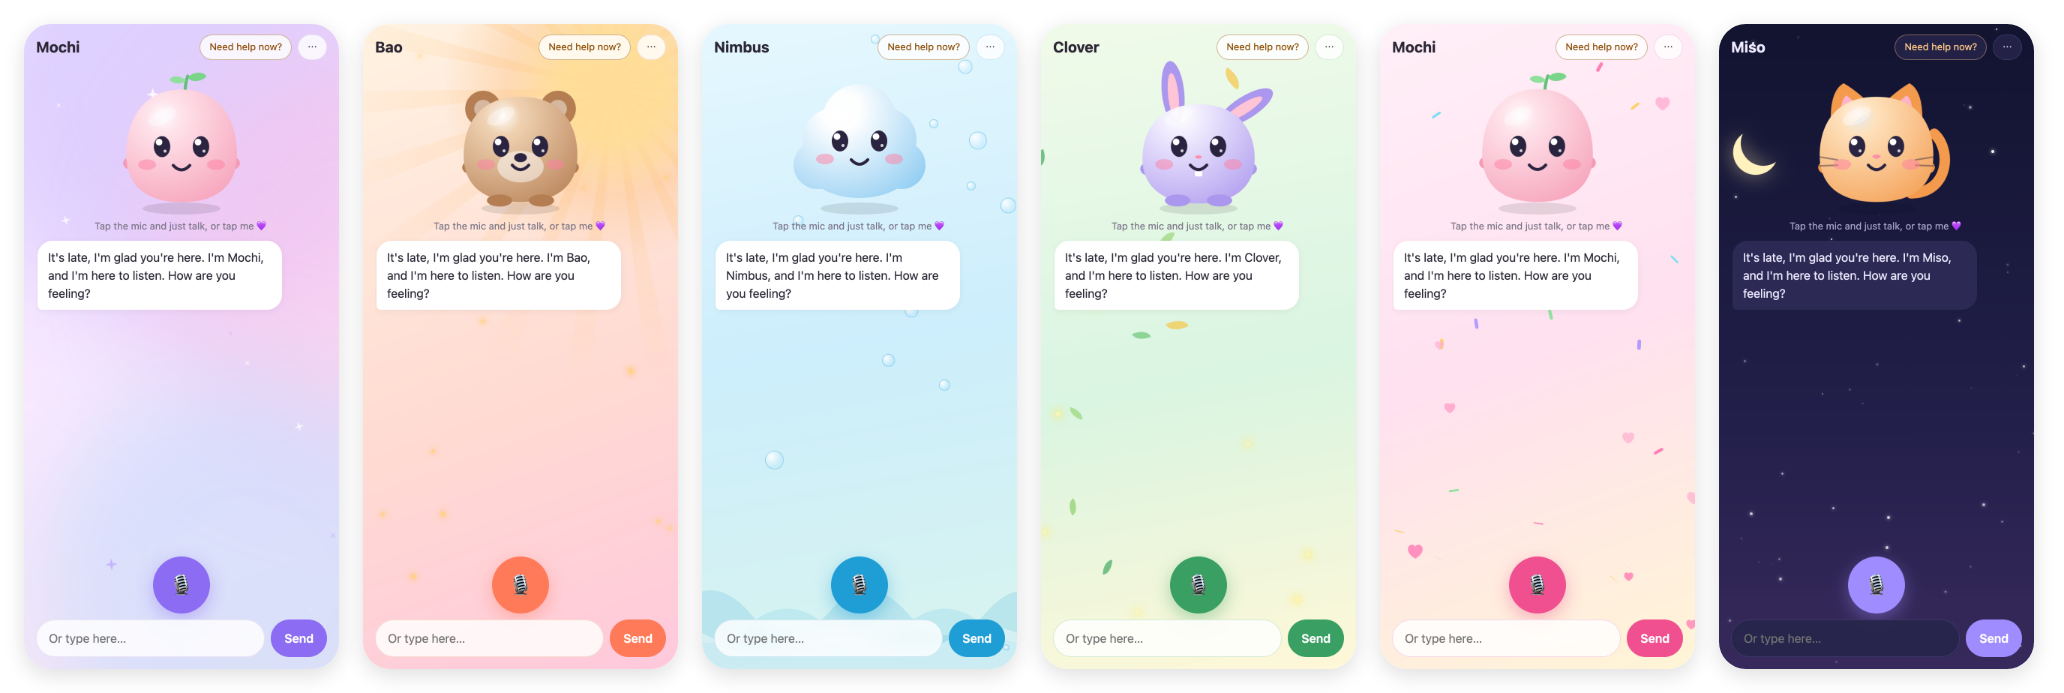 Mochi
Need help now?
...
Tap the mic and just talk, or tap me 💜
It's late, I'm glad you're here. I'm Mochi,
and I'm here to listen. How are you
feeling?
Or type here...
Send
Bao
Need help now?
...
Tap the mic and just talk, or tap me 💜
It's late, I'm glad you're here. I'm Bao,
and I'm here to listen. How are you
feeling?
Or type here...
Send
Nimbus
Need help now?
...
Tap the mic and just talk, or tap me 💜
It's late, I'm glad you're here. I'm
Nimbus, and I'm here to listen. How are
you feeling?
Or type here...
Send
Clover
Need help now?
...
Tap the mic and just talk, or tap me 💜
It's late, I'm glad you're here. I'm Clover,
and I'm here to listen. How are you
feeling?
Or type here...
Send
Mochi
Need help now?
...
Tap the mic and just talk, or tap me 💜
It's late, I'm glad you're here. I'm Mochi,
and I'm here to listen. How are you
feeling?
Or type here...
Send
Miso
Need help now?
...
Tap the mic and just talk, or tap me 💜
It's late, I'm glad you're here. I'm Miso,
and I'm here to listen. How are you
feeling?
Or type here...
Send